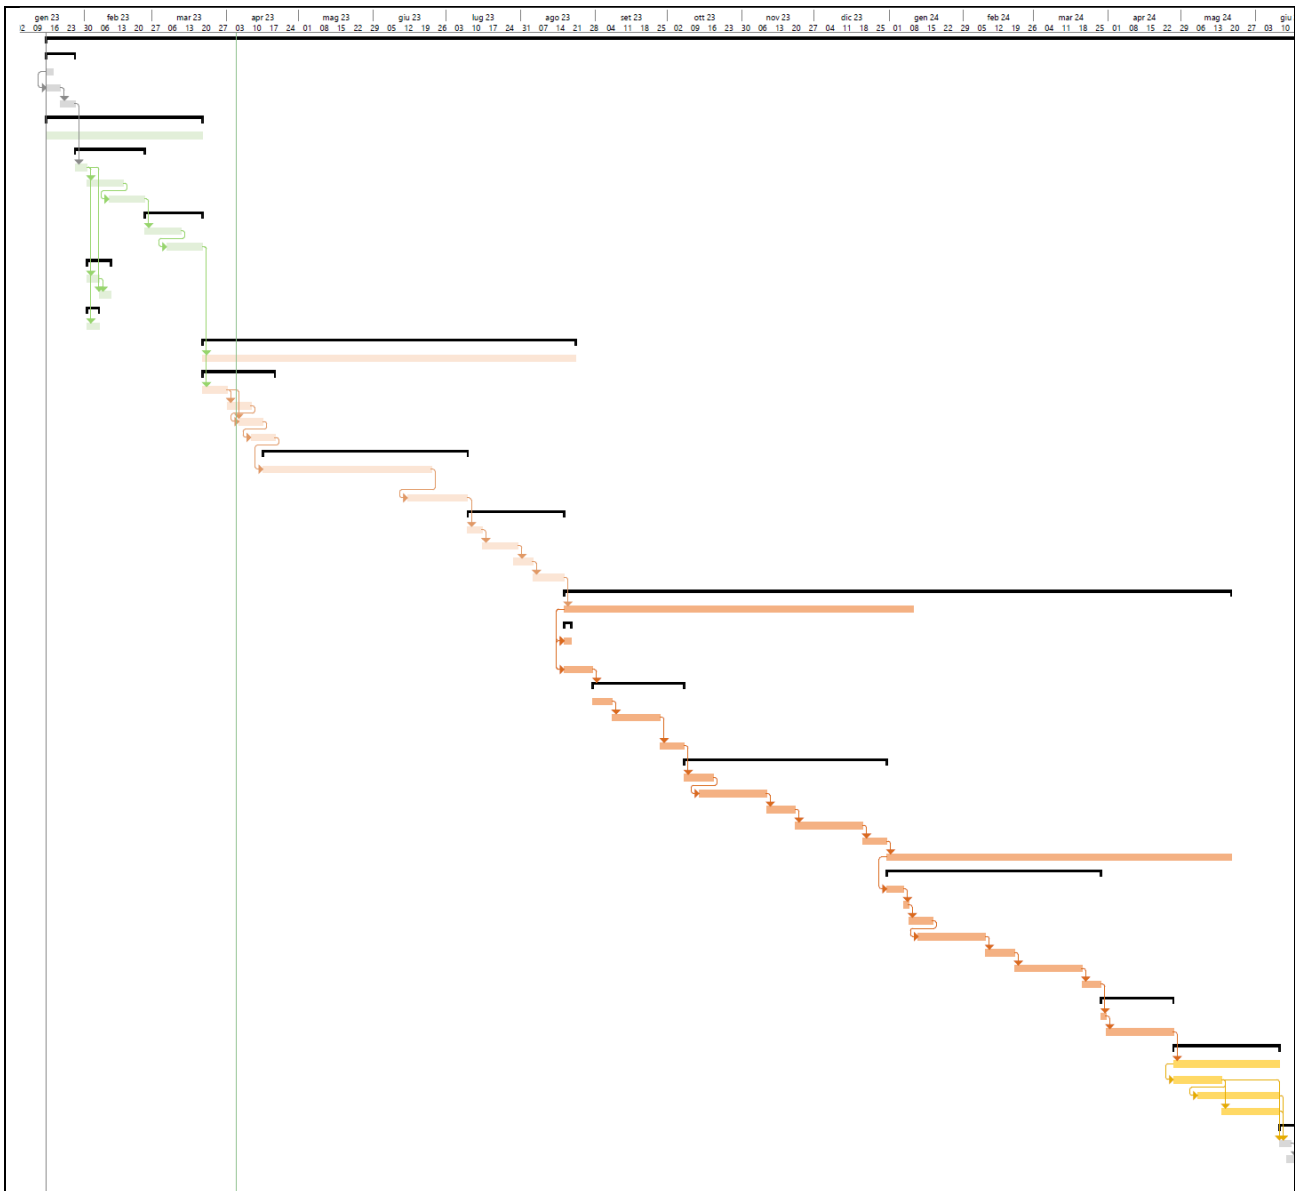 gen 23 feb 23 mar 23 apr 23 mag 23 giu 23 lug 23 ago 23 set 23 ott 23 nov 23 dic 23 gen 24 feb 24 mar 24 apr 24 mag 24 giu
09 16 23 30 06 13 20 27 06 13 20 27 03 10 17 24 01 08 15 22 29 05 12 19 26 03 10 17 24 31 07 14 21 28 04 11 18 25 02 09 16 23 30 06 13 20 27 04 11 18 25 01 08 15 22 29 05 12 19 26 04 11 18 25 01 08 15 22 29 06 13 20 27 03 10